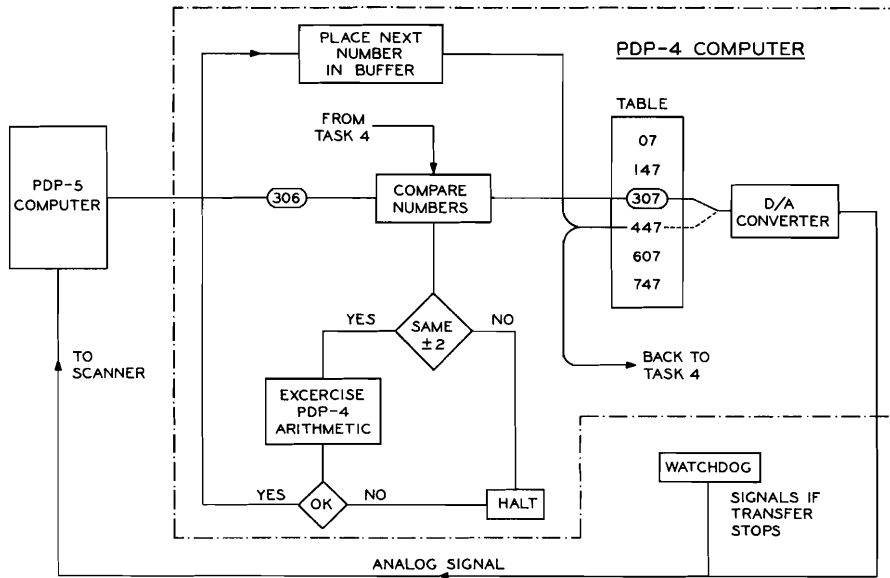 PLACE NEXT
NUMBER
IN BUFFER
PDP-4 COMPUTER
FROM
TASK 4
TABLE
07
147
307
447
607
747
PDP-5
COMPUTER
306
COMPARE
NUMBERS
D/A
CONVERTER
YES
SAME
±2
NO
TO
SCANNER
EXCERCISE
PDP-4
ARITHMETIC
BACK TO
TASK 4
YES
OK
NO
HALT
WATCHDOG
SIGNALS IF
TRANSFER
STOPS
ANALOG SIGNAL